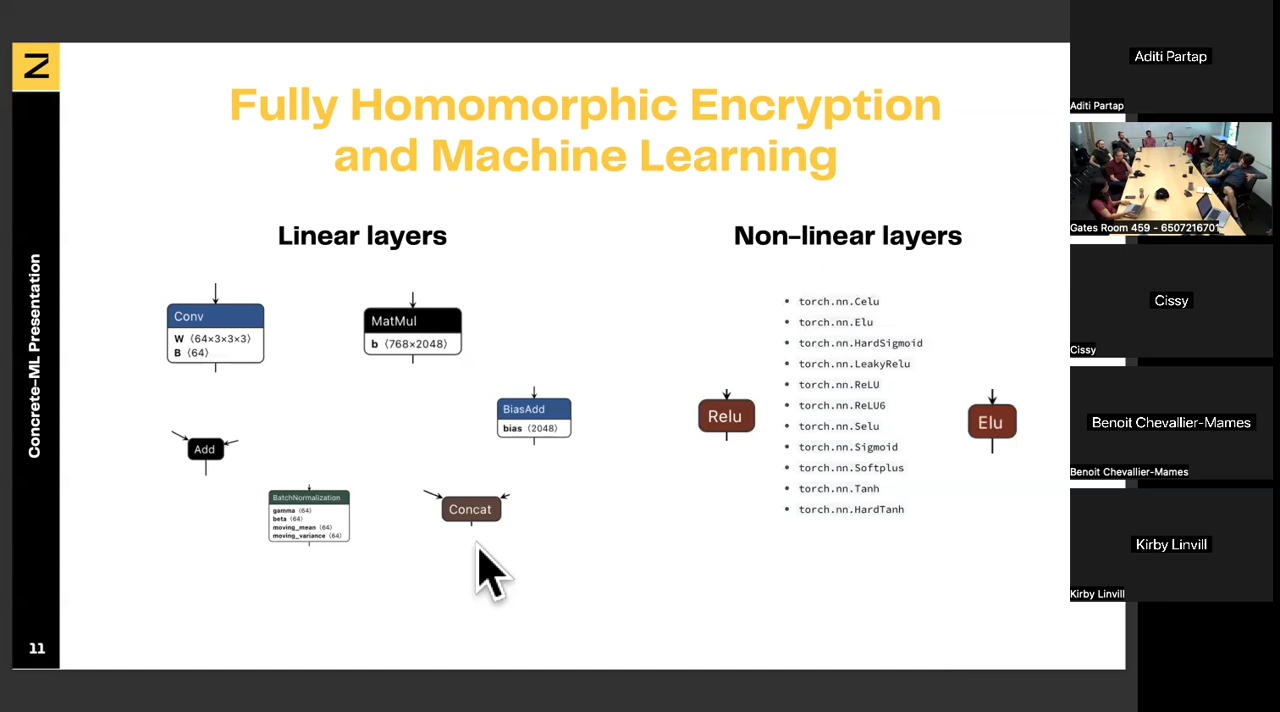 Fully Homomorphic Encryption
and Machine Learning
Concrete-ML Presentation
11
Linear layers
Conv
W ⟨64×3×3×3⟩
B ⟨64⟩
MatMul
b ⟨768×2048⟩
BiasAdd
bias ⟨2048⟩
Add
BatchNormalization
gamma ⟨64⟩
beta ⟨64⟩
moving_mean ⟨64⟩
moving_variance ⟨64⟩
Concat
Non-linear layers
Relu
• torch.nn.Celu
• torch.nn.Elu
• torch.nn.HardSigmoid
• torch.nn.LeakyRelu
• torch.nn.ReLU
• torch.nn.ReLU6
• torch.nn.Selu
• torch.nn.Sigmoid
• torch.nn.Softplus
• torch.nn.Tanh
• torch.nn.HardTanh
Elu
Aditi Partap
Aditi Partap
Gates Room 459 - 6507216701
Cissy
Cissy
Benoit Chevallier-Mames
Benoit Chevallier-Mames
Kirby Linvill
Kirby Linvill